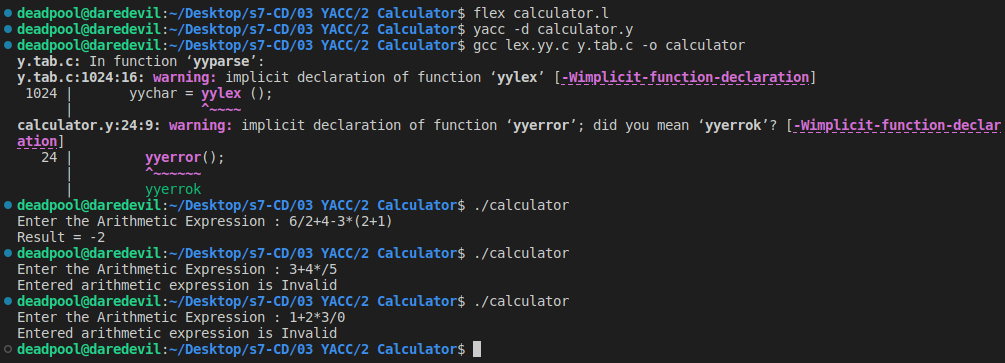 deadpool@daredevil:~/Desktop/s7-CD/03 YACC/2 Calculator$ flex calculator.l
deadpool@daredevil:~/Desktop/s7-CD/03 YACC/2 Calculator$ yacc -d calculator.y
deadpool@daredevil:~/Desktop/s7-CD/03 YACC/2 Calculator$ gcc lex.yy.c y.tab.c -o calculator
y.tab.c: In function ‘yyparse’:
y.tab.c:1024:16: warning: implicit declaration of function ‘yylex’ [-Wimplicit-function-declaration]
 1024 |       yychar = yylex ();
      |                ^~~~~
calculator.y:24:9: warning: implicit declaration of function ‘yyerror’; did you mean ‘yyerrok’? [-Wimplicit-function-declar
ation]
   24 |         yyerror();
      |         ^~~~~~~
      |         yyerrok
deadpool@daredevil:~/Desktop/s7-CD/03 YACC/2 Calculator$ ./calculator
Enter the Arithmetic Expression : 6/2+4-3*(2+1)
Result = -2
deadpool@daredevil:~/Desktop/s7-CD/03 YACC/2 Calculator$ ./calculator
Enter the Arithmetic Expression : 3+4*/5
Entered arithmetic expression is Invalid
deadpool@daredevil:~/Desktop/s7-CD/03 YACC/2 Calculator$ ./calculator
Enter the Arithmetic Expression : 1+2*3/0
Entered arithmetic expression is Invalid
deadpool@daredevil:~/Desktop/s7-CD/03 YACC/2 Calculator$